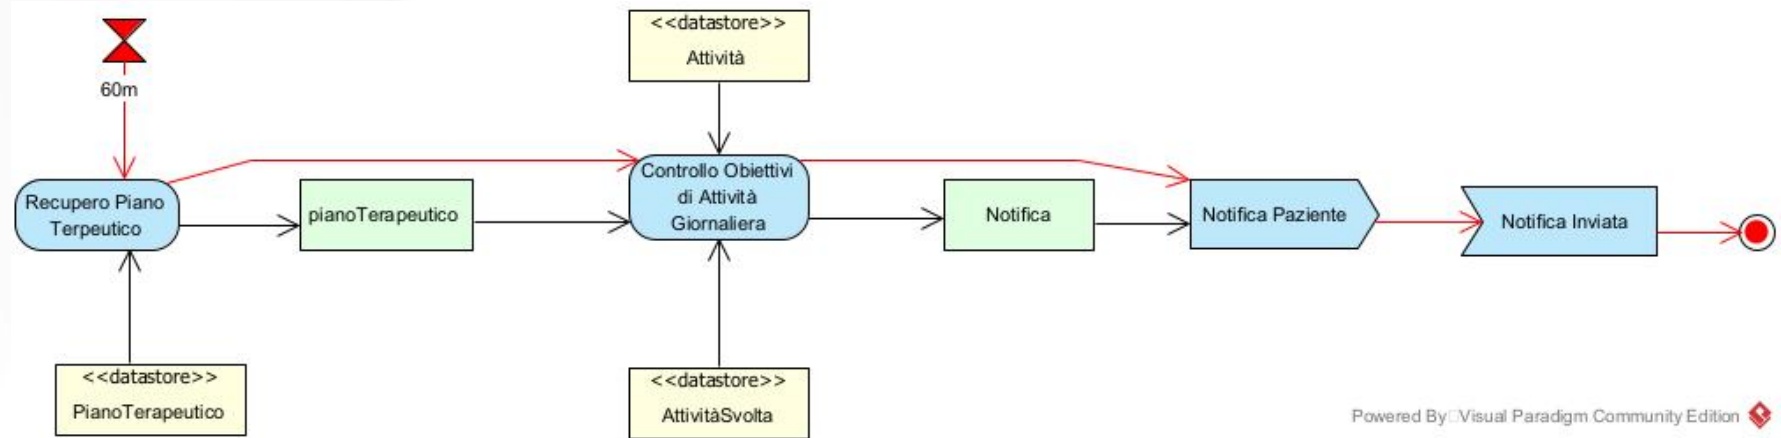 60m
<<datastore>>
Attività
Recupero Piano
Terpeutico
pianoTerapeutico
Controllo Obiettivi
di Attività
Giornaliera
Notifica
Notifica Paziente
Notifica Inviata
<<datastore>>
PianoTerapeutico
<<datastore>>
AttivitàSvolta
Powered By Visual Paradigm Community Edition